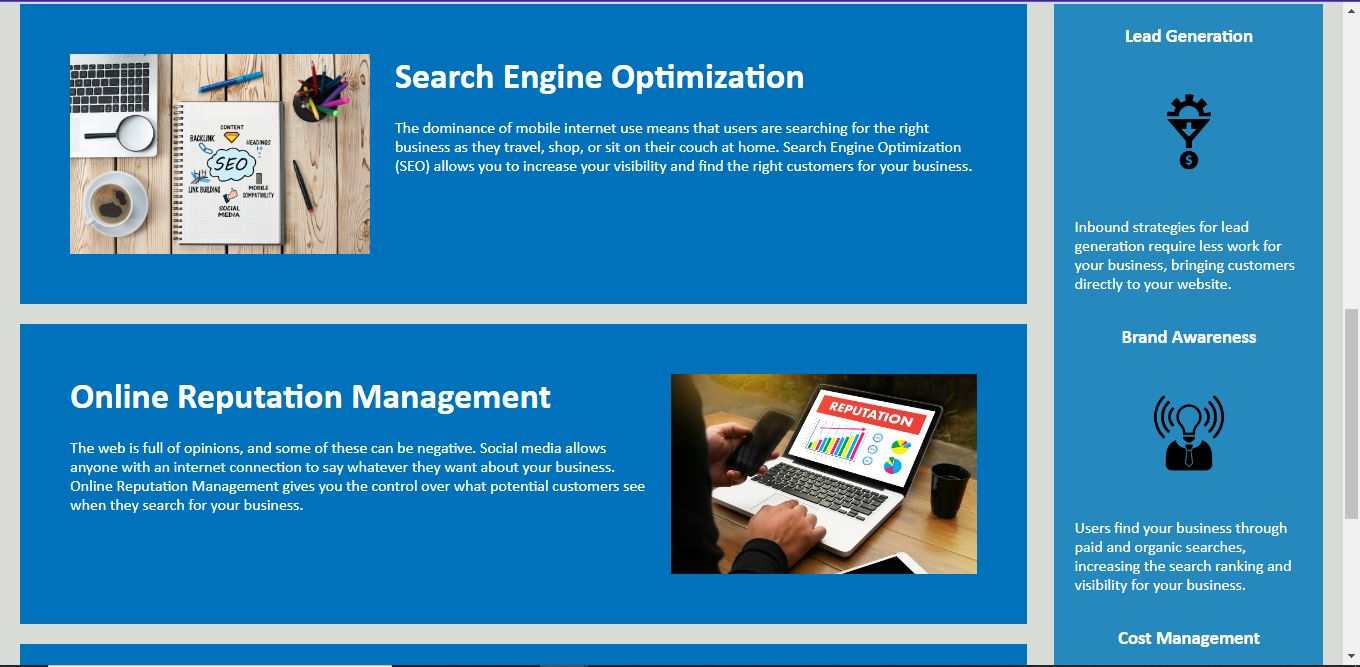 Search Engine Optimization
The dominance of mobile internet use means that users are searching for the right
business as they travel, shop, or sit on their couch at home. Search Engine Optimization
(SEO) allows you to increase your visibility and find the right customers for your business.
CONTENT
BACKLINK
HEADINGS
SEO
LINK BUILDING
MOBILE
COMPATIBILITY
SOCIAL
MEDIA
Online Reputation Management
The web is full of opinions, and some of these can be negative. Social media allows
anyone with an internet connection to say whatever they want about your business.
Online Reputation Management gives you the control over what potential customers see
when they search for your business.
REPUTATION
Lead Generation
$
Inbound strategies for lead
generation require less work for
your business, bringing customers
directly to your website.
Brand Awareness
Users find your business through
paid and organic searches,
increasing the search ranking and
visibility for your business.
Cost Management